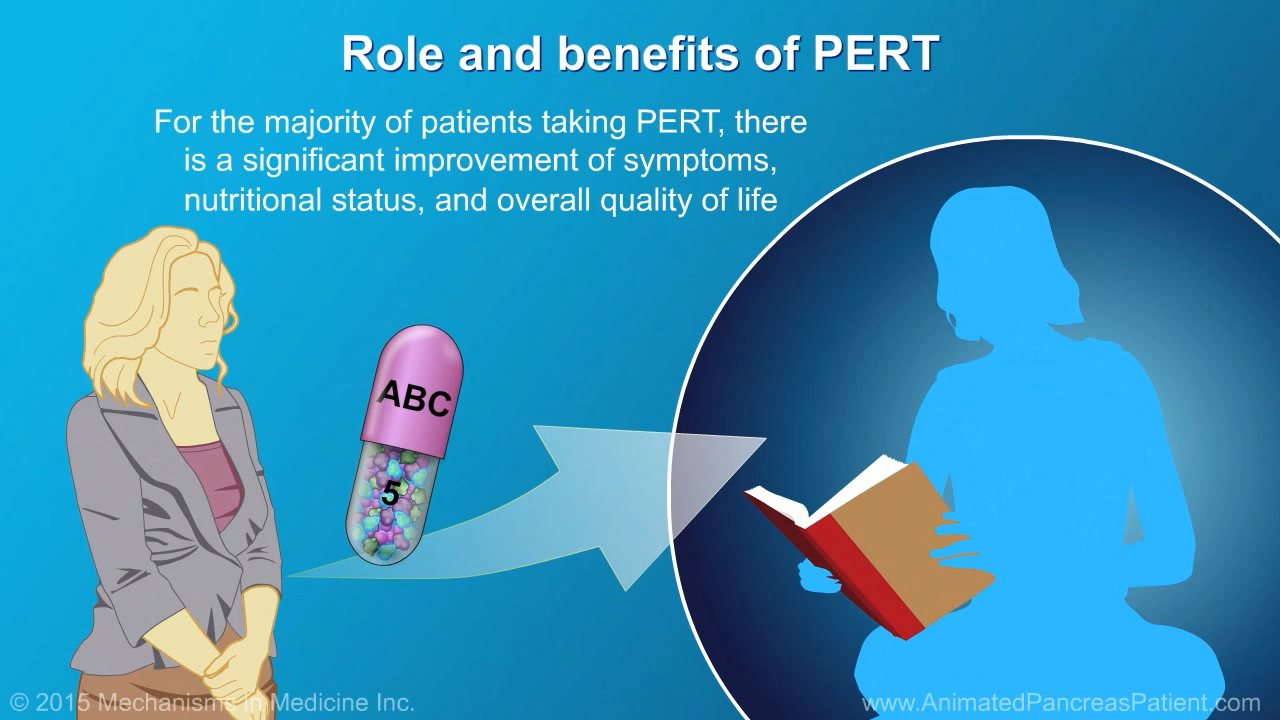 Role and benefits of PERT
For the majority of patients taking PERT, there
is a significant improvement of symptoms,
nutritional status, and overall quality of life
ABC
5
© 2015 Mechanisms in Medicine Inc.
www.AnimatedPancreasPatient.com